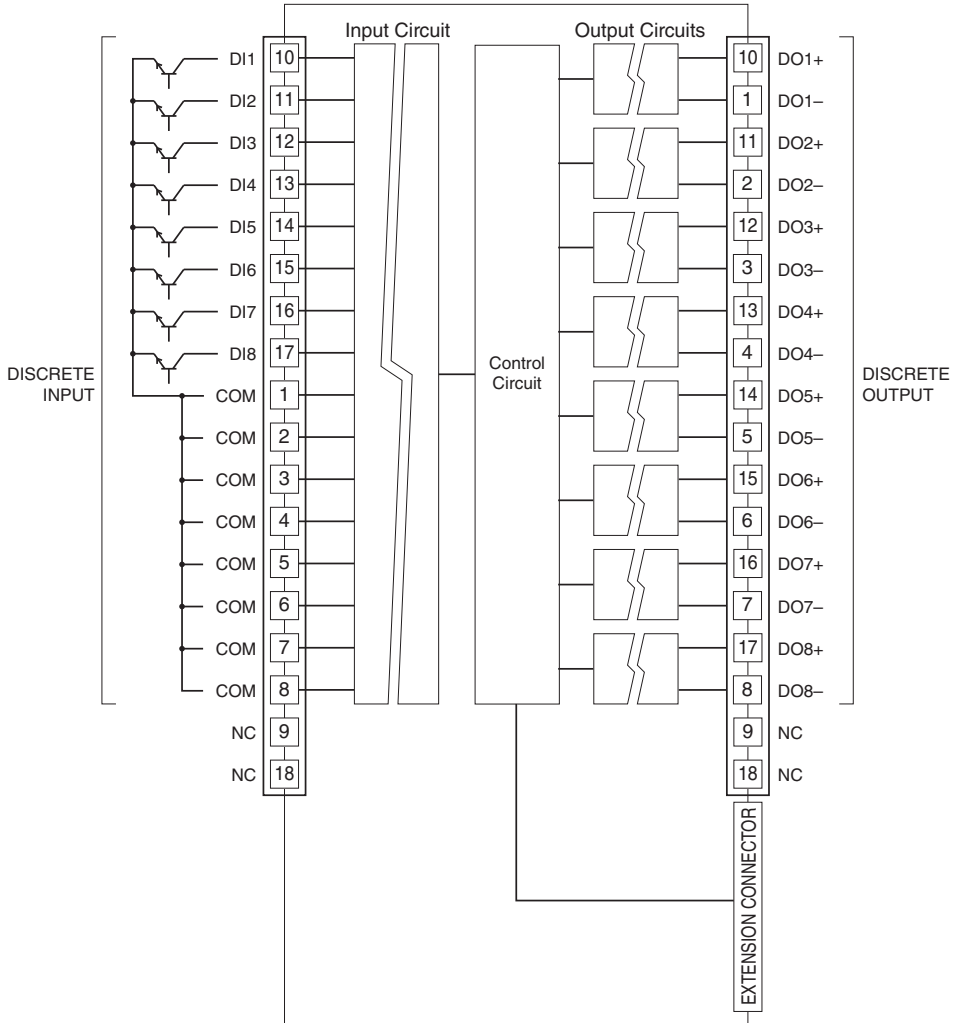 Input Circuit
Output Circuits
DI1 10
DI2 11
DI3 12
DI4 13
DI5 14
DI6 15
DI7 16
DI8 17
COM 1
COM 2
COM 3
COM 4
COM 5
COM 6
COM 7
COM 8
NC 9
NC 18
DISCRETE
INPUT
Control
Circuit
10 DO1+
1 DO1–
11 DO2+
2 DO2–
12 DO3+
3 DO3–
13 DO4+
4 DO4–
14 DO5+
5 DO5–
15 DO6+
6 DO6–
16 DO7+
7 DO7–
17 DO8+
8 DO8–
9 NC
18 NC
DISCRETE
OUTPUT
EXTENSION CONNECTOR